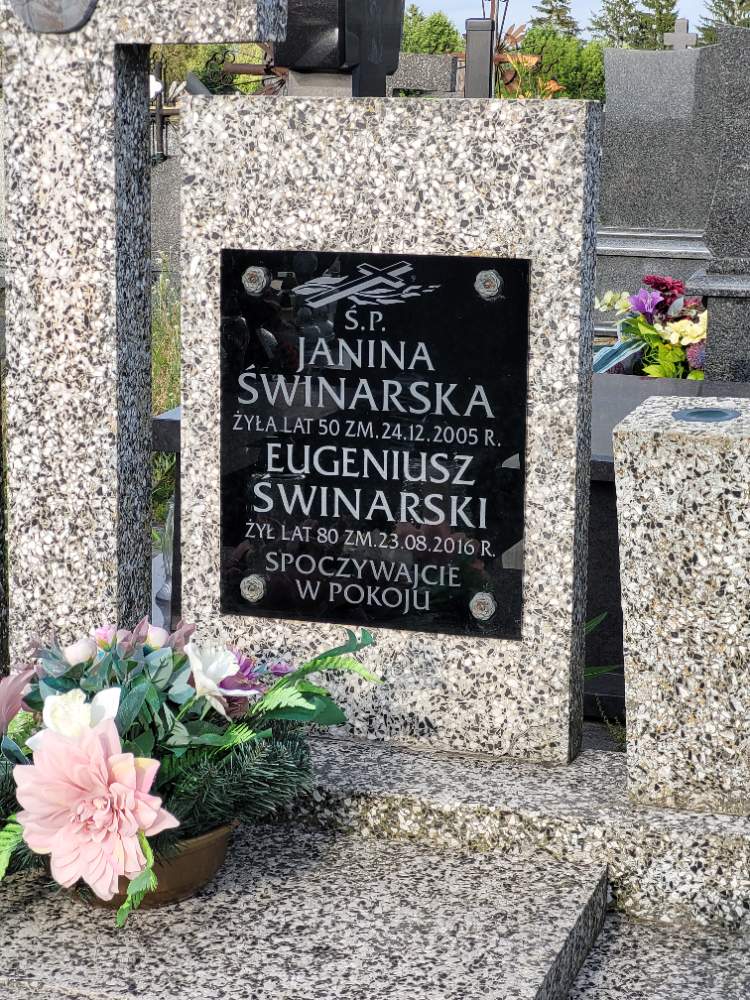 Ś.P.
JANINA
ŚWINARSKA
ŻYŁA LAT 50 ZM.24.12.2005 R.
EUGENIUSZ
ŚWINARSKI
ŻYŁ LAT 80 ZM.23.08.2016 R.
SPOCZYWAJCIE
W POKOJU